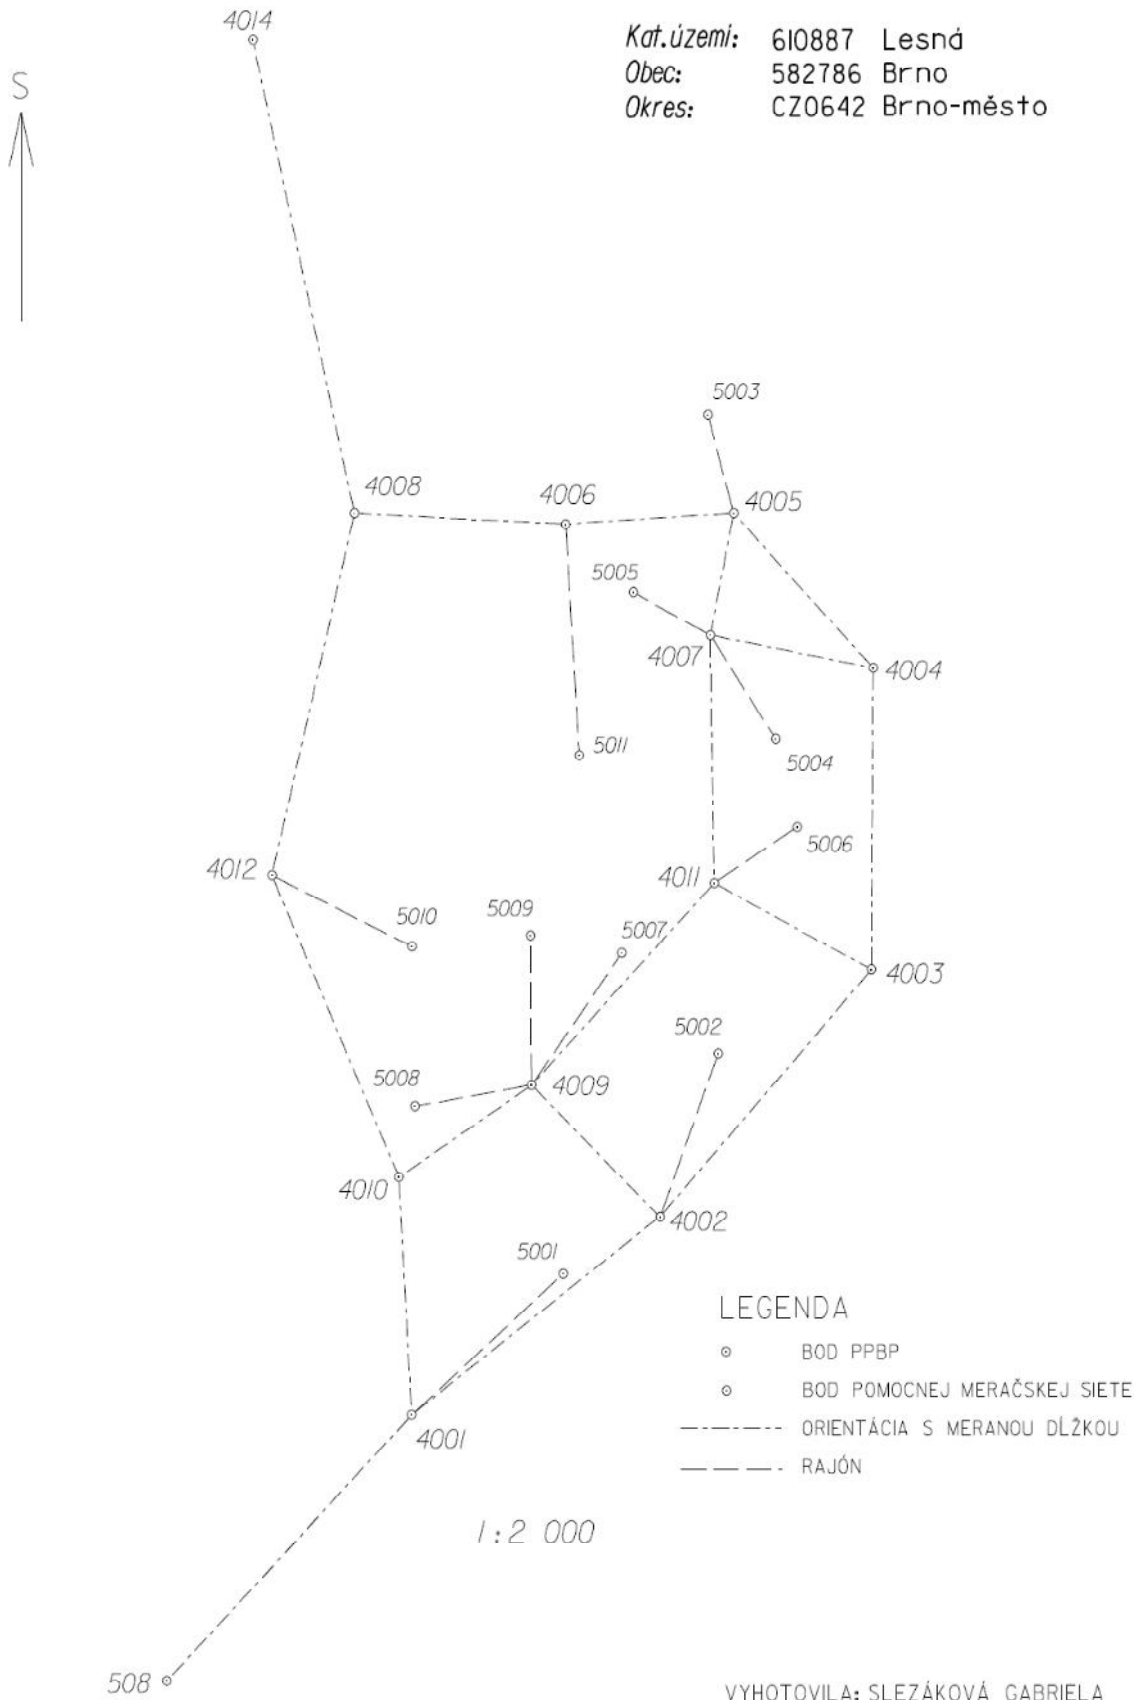 4014
Kat.území: 610887 Lesná
Obec: 582786 Brno
Okres: CZ0642 Brno-město
S
5003
4008
4006
4005
5005
4007
4004
5011
5004
5006
4012
4011
5010
5009
5007
4003
5002
5008
4009
4010
4002
5001
LEGENDA
BOD PPBP
BOD POMOCNEJ MERAČSKEJ SIETE
ORIENTÁCIA S MERANOU DĹŽKOU
4001
RAJÓN
1:2 000
508
VYHOTOVILA: SLEZÁKOVÁ GABRIELA